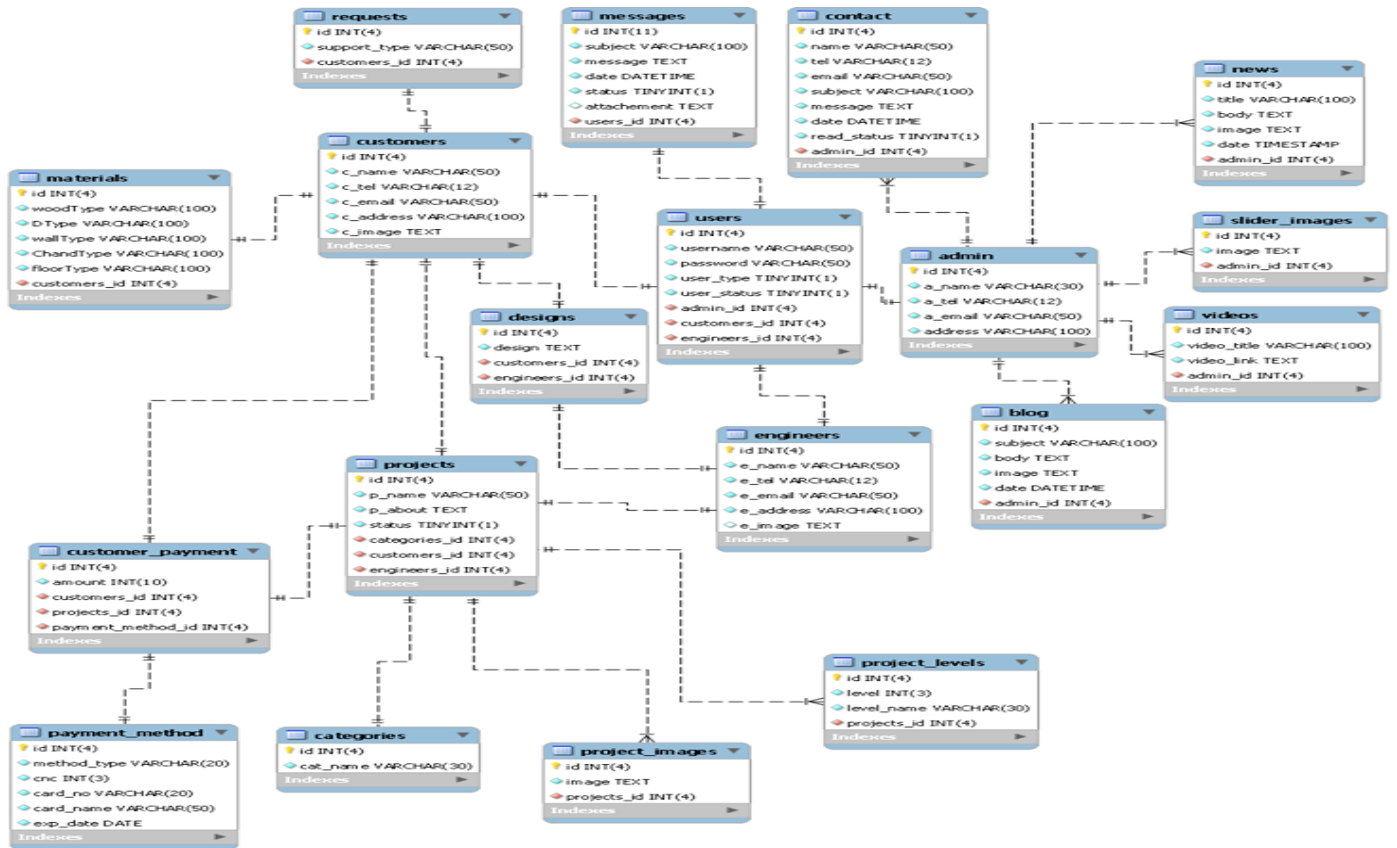 requests
id INT(4)
support_type VARCHAR(50)
customers_id INT(4)
Indexes
messages
id INT(11)
subject VARCHAR(100)
message TEXT
date DATETIME
status TINYINT(1)
attachement TEXT
users_id INT(4)
Indexes
contact
id INT(4)
name VARCHAR(50)
tel VARCHAR(12)
email VARCHAR(50)
subject VARCHAR(100)
message TEXT
date DATETIME
read_status TINYINT(1)
admin_id INT(4)
Indexes
news
id INT(4)
title VARCHAR(100)
body TEXT
image TEXT
date TIMESTAMP
admin_id INT(4)
Indexes
customers
id INT(4)
c_name VARCHAR(50)
c_tel VARCHAR(12)
c_email VARCHAR(50)
c_address VARCHAR(100)
c_image TEXT
Indexes
materials
id INT(4)
woodType VARCHAR(100)
DType VARCHAR(100)
wallType VARCHAR(100)
ChandType VARCHAR(100)
floorType VARCHAR(100)
customers_id INT(4)
Indexes
users
id INT(4)
username VARCHAR(50)
password VARCHAR(50)
user_type TINYINT(1)
user_status TINYINT(1)
admin_id INT(4)
customers_id INT(4)
engineers_id INT(4)
Indexes
admin
id INT(4)
a_name VARCHAR(30)
a_tel VARCHAR(12)
a_email VARCHAR(50)
address VARCHAR(100)
Indexes
slider_images
id INT(4)
image TEXT
admin_id INT(4)
Indexes
videos
id INT(4)
video_title VARCHAR(100)
video_link TEXT
admin_id INT(4)
Indexes
designs
id INT(4)
design TEXT
customers_id INT(4)
engineers_id INT(4)
Indexes
blog
id INT(4)
subject VARCHAR(100)
body TEXT
image TEXT
date DATETIME
admin_id INT(4)
Indexes
engineers
id INT(4)
e_name VARCHAR(50)
e_tel VARCHAR(12)
e_email VARCHAR(50)
e_address VARCHAR(100)
e_image TEXT
Indexes
projects
id INT(4)
p_name VARCHAR(50)
p_about TEXT
status TINYINT(1)
categories_id INT(4)
customers_id INT(4)
engineers_id INT(4)
Indexes
customer_payment
id INT(4)
amount INT(10)
customers_id INT(4)
projects_id INT(4)
payment_method_id INT(4)
Indexes
project_levels
id INT(4)
level INT(3)
level_name VARCHAR(30)
projects_id INT(4)
Indexes
payment_method
id INT(4)
method_type VARCHAR(20)
cnc INT(3)
card_no VARCHAR(20)
card_name VARCHAR(50)
exp_date DATE
Indexes
categories
id INT(4)
cat_name VARCHAR(30)
Indexes
project_images
id INT(4)
image TEXT
projects_id INT(4)
Indexes